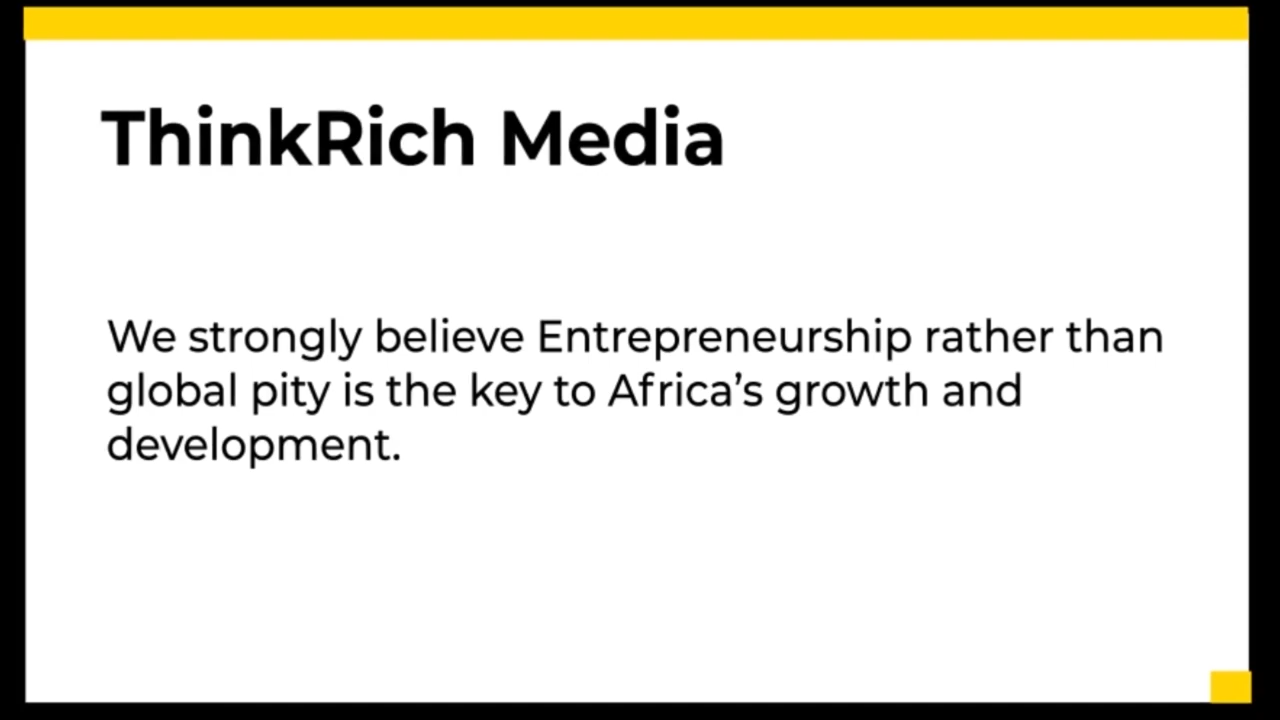 ThinkRich Media
We strongly believe Entrepreneurship rather than
global pity is the key to Africa’s growth and
development.